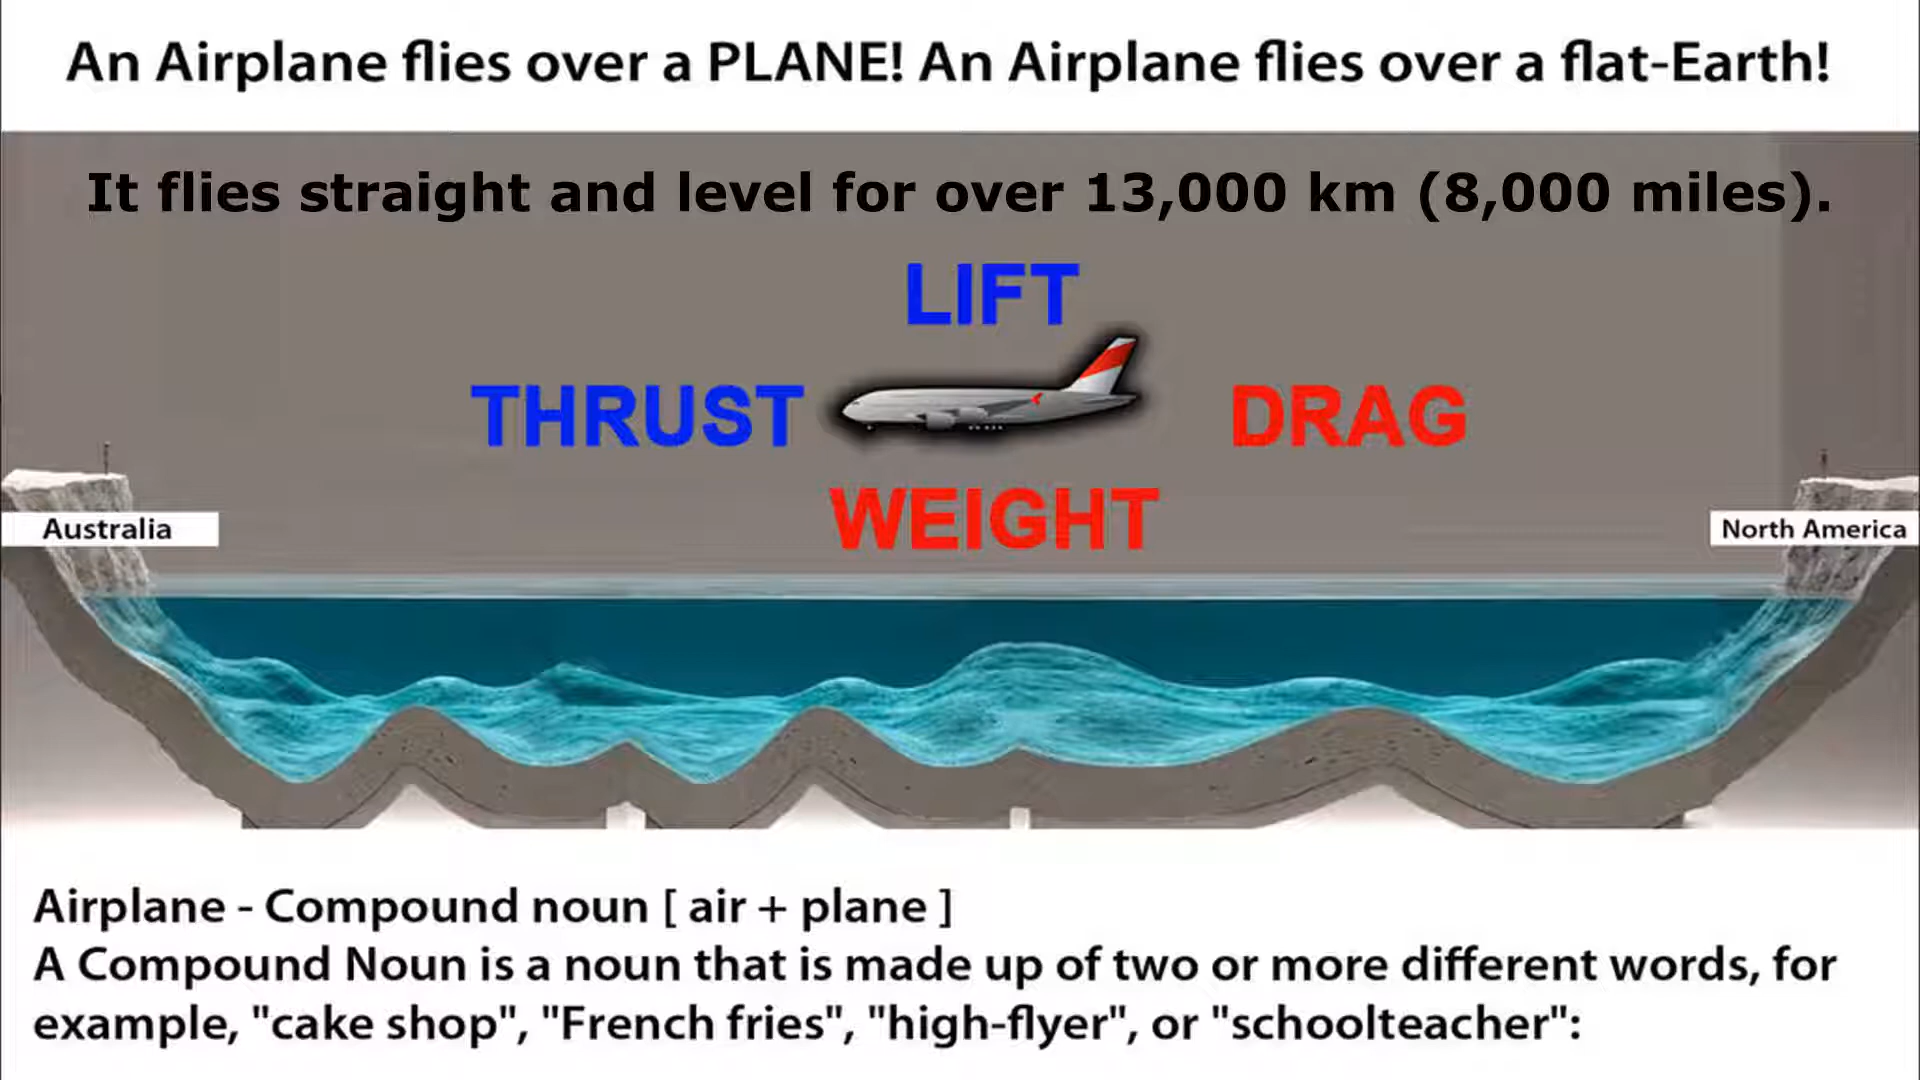 An Airplane flies over a PLANE! An Airplane flies over a flat-Earth!
It flies straight and level for over 13,000 km (8,000 miles).
LIFT
THRUST
DRAG
WEIGHT
Australia
North America
Airplane - Compound noun [ air + plane ]
A Compound Noun is a noun that is made up of two or more different words, for
example, "cake shop", "French fries", "high-flyer", or "schoolteacher":